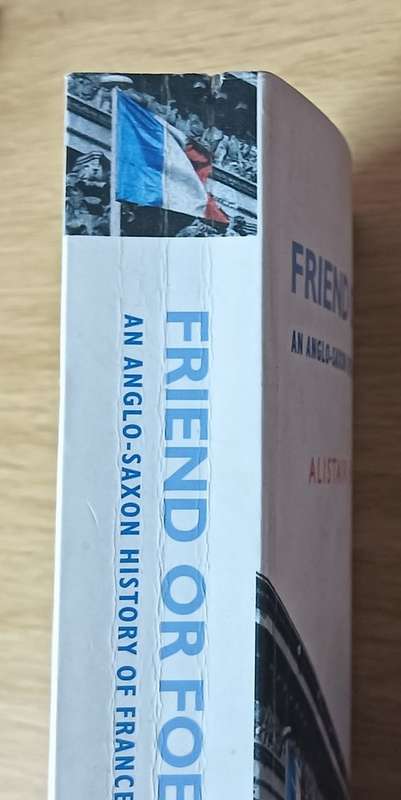 FRIEND OR FOE
AN ANGLO-SAXON HISTORY OF FRANCE
FRIEND
AN ANGLO-SAXON